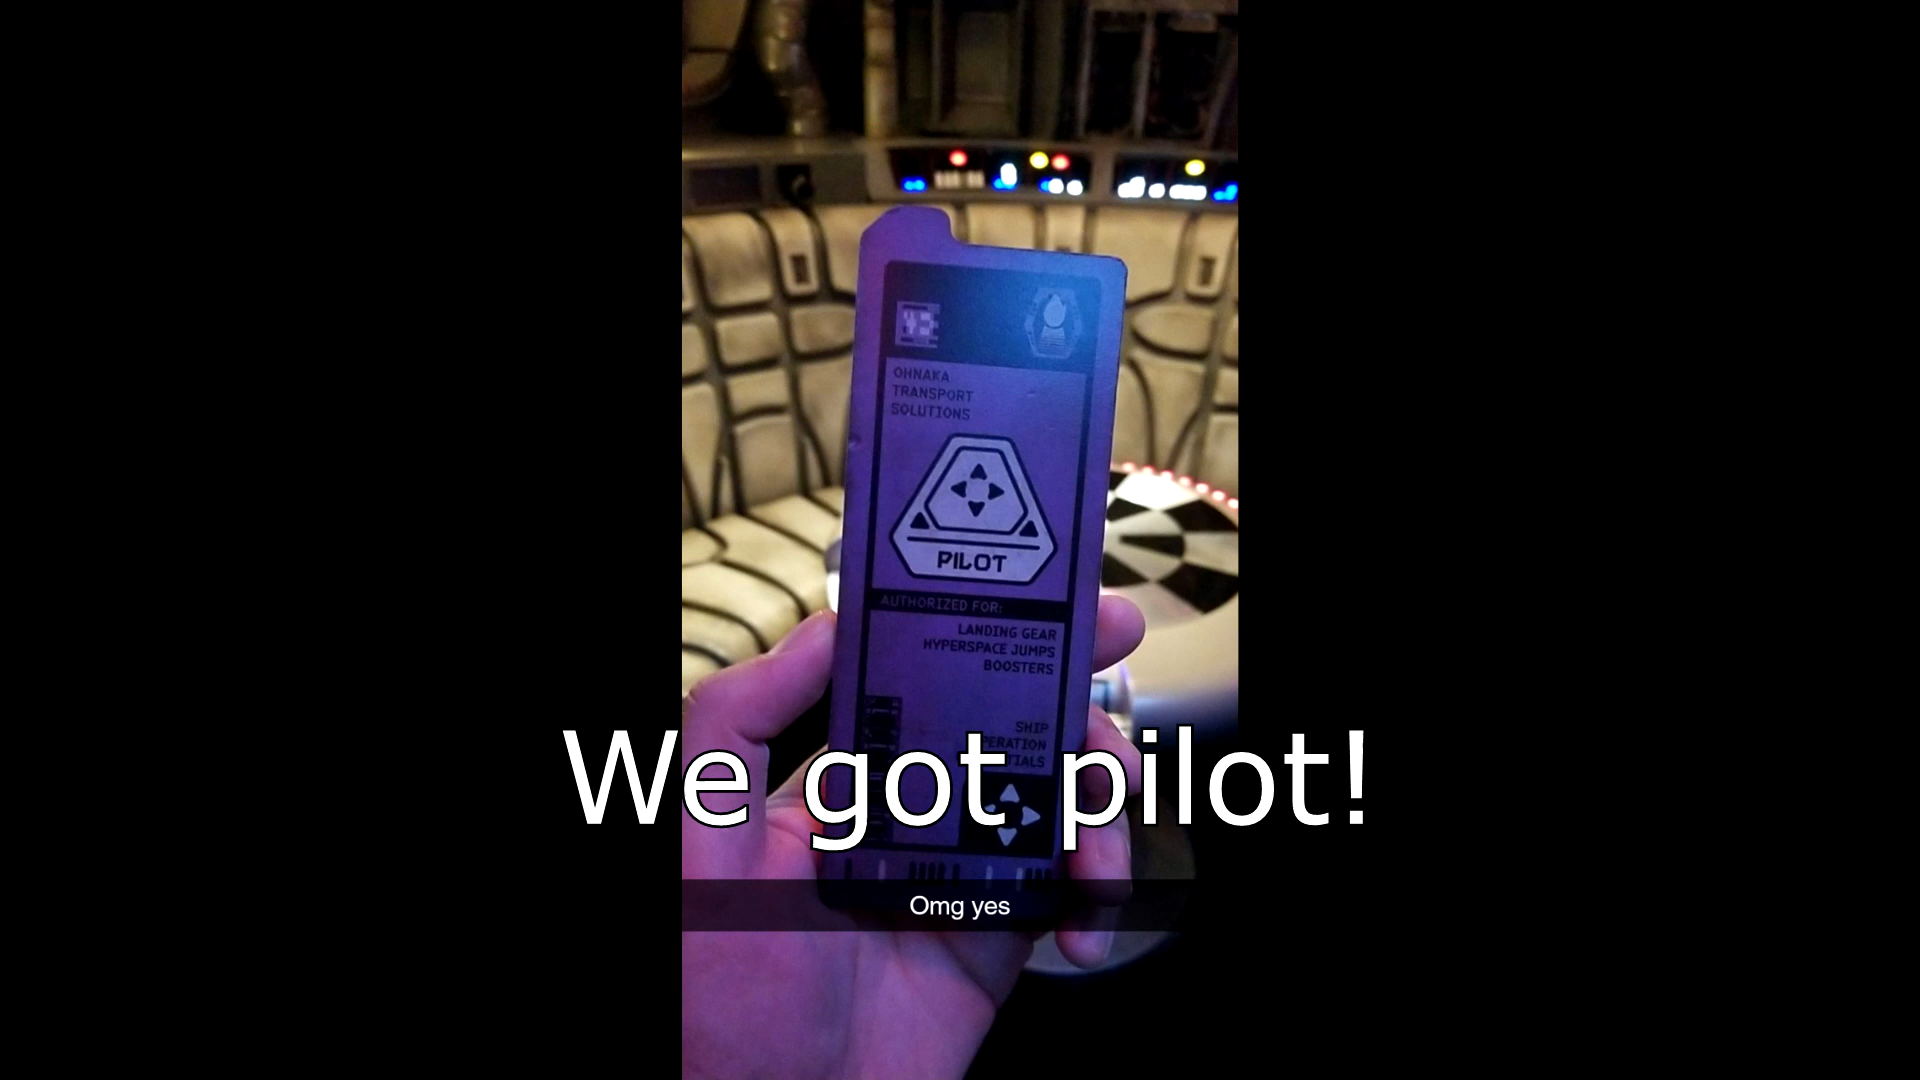 OHNAKA
TRANSPORT
SOLUTIONS
PILOT
AUTHORIZED FOR:
LANDING GEAR
HYPERSPACE JUMPS
BOOSTERS
SHIP
We got pilot!
Omg yes